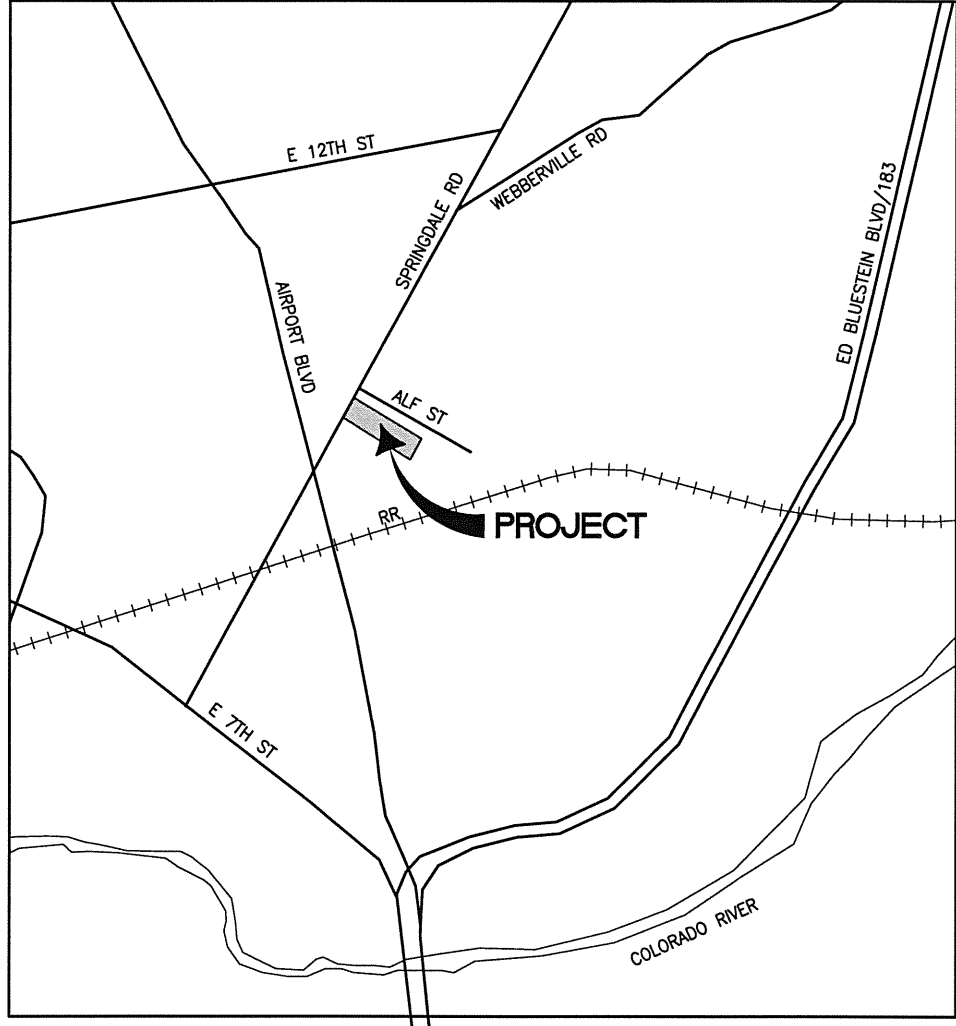 E 12TH ST
WEBBERVILLE RD
SPRINGDALE RD
ED BLUESTEIN BLVD/183
AIRPORT BLVD
ALF ST
RR
PROJECT
E 7TH ST
COLORADO RIVER